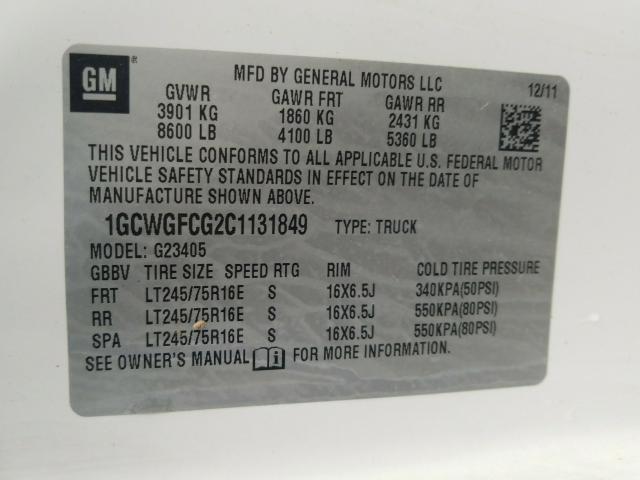 GM ®
MFD BY GENERAL MOTORS LLC 12/11
GVWR GAWR FRT GAWR RR
3901 KG 1860 KG 2431 KG
8600 LB 4100 LB 5360 LB
THIS VEHICLE CONFORMS TO ALL APPLICABLE U.S. FEDERAL MOTOR
VEHICLE SAFETY STANDARDS IN EFFECT ON THE DATE OF
MANUFACTURE SHOWN ABOVE.
1GCWGFCG2C1131849 TYPE: TRUCK
MODEL: G23405
GBBV TIRE SIZE SPEED RTG RIM COLD TIRE PRESSURE
FRT LT245/75R16E S 16X6.5J 340KPA(50PSI)
RR LT245/75R16E S 16X6.5J 550KPA(80PSI)
SPA LT245/75R16E S 16X6.5J 550KPA(80PSI)
SEE OWNER'S MANUAL FOR MORE INFORMATION.